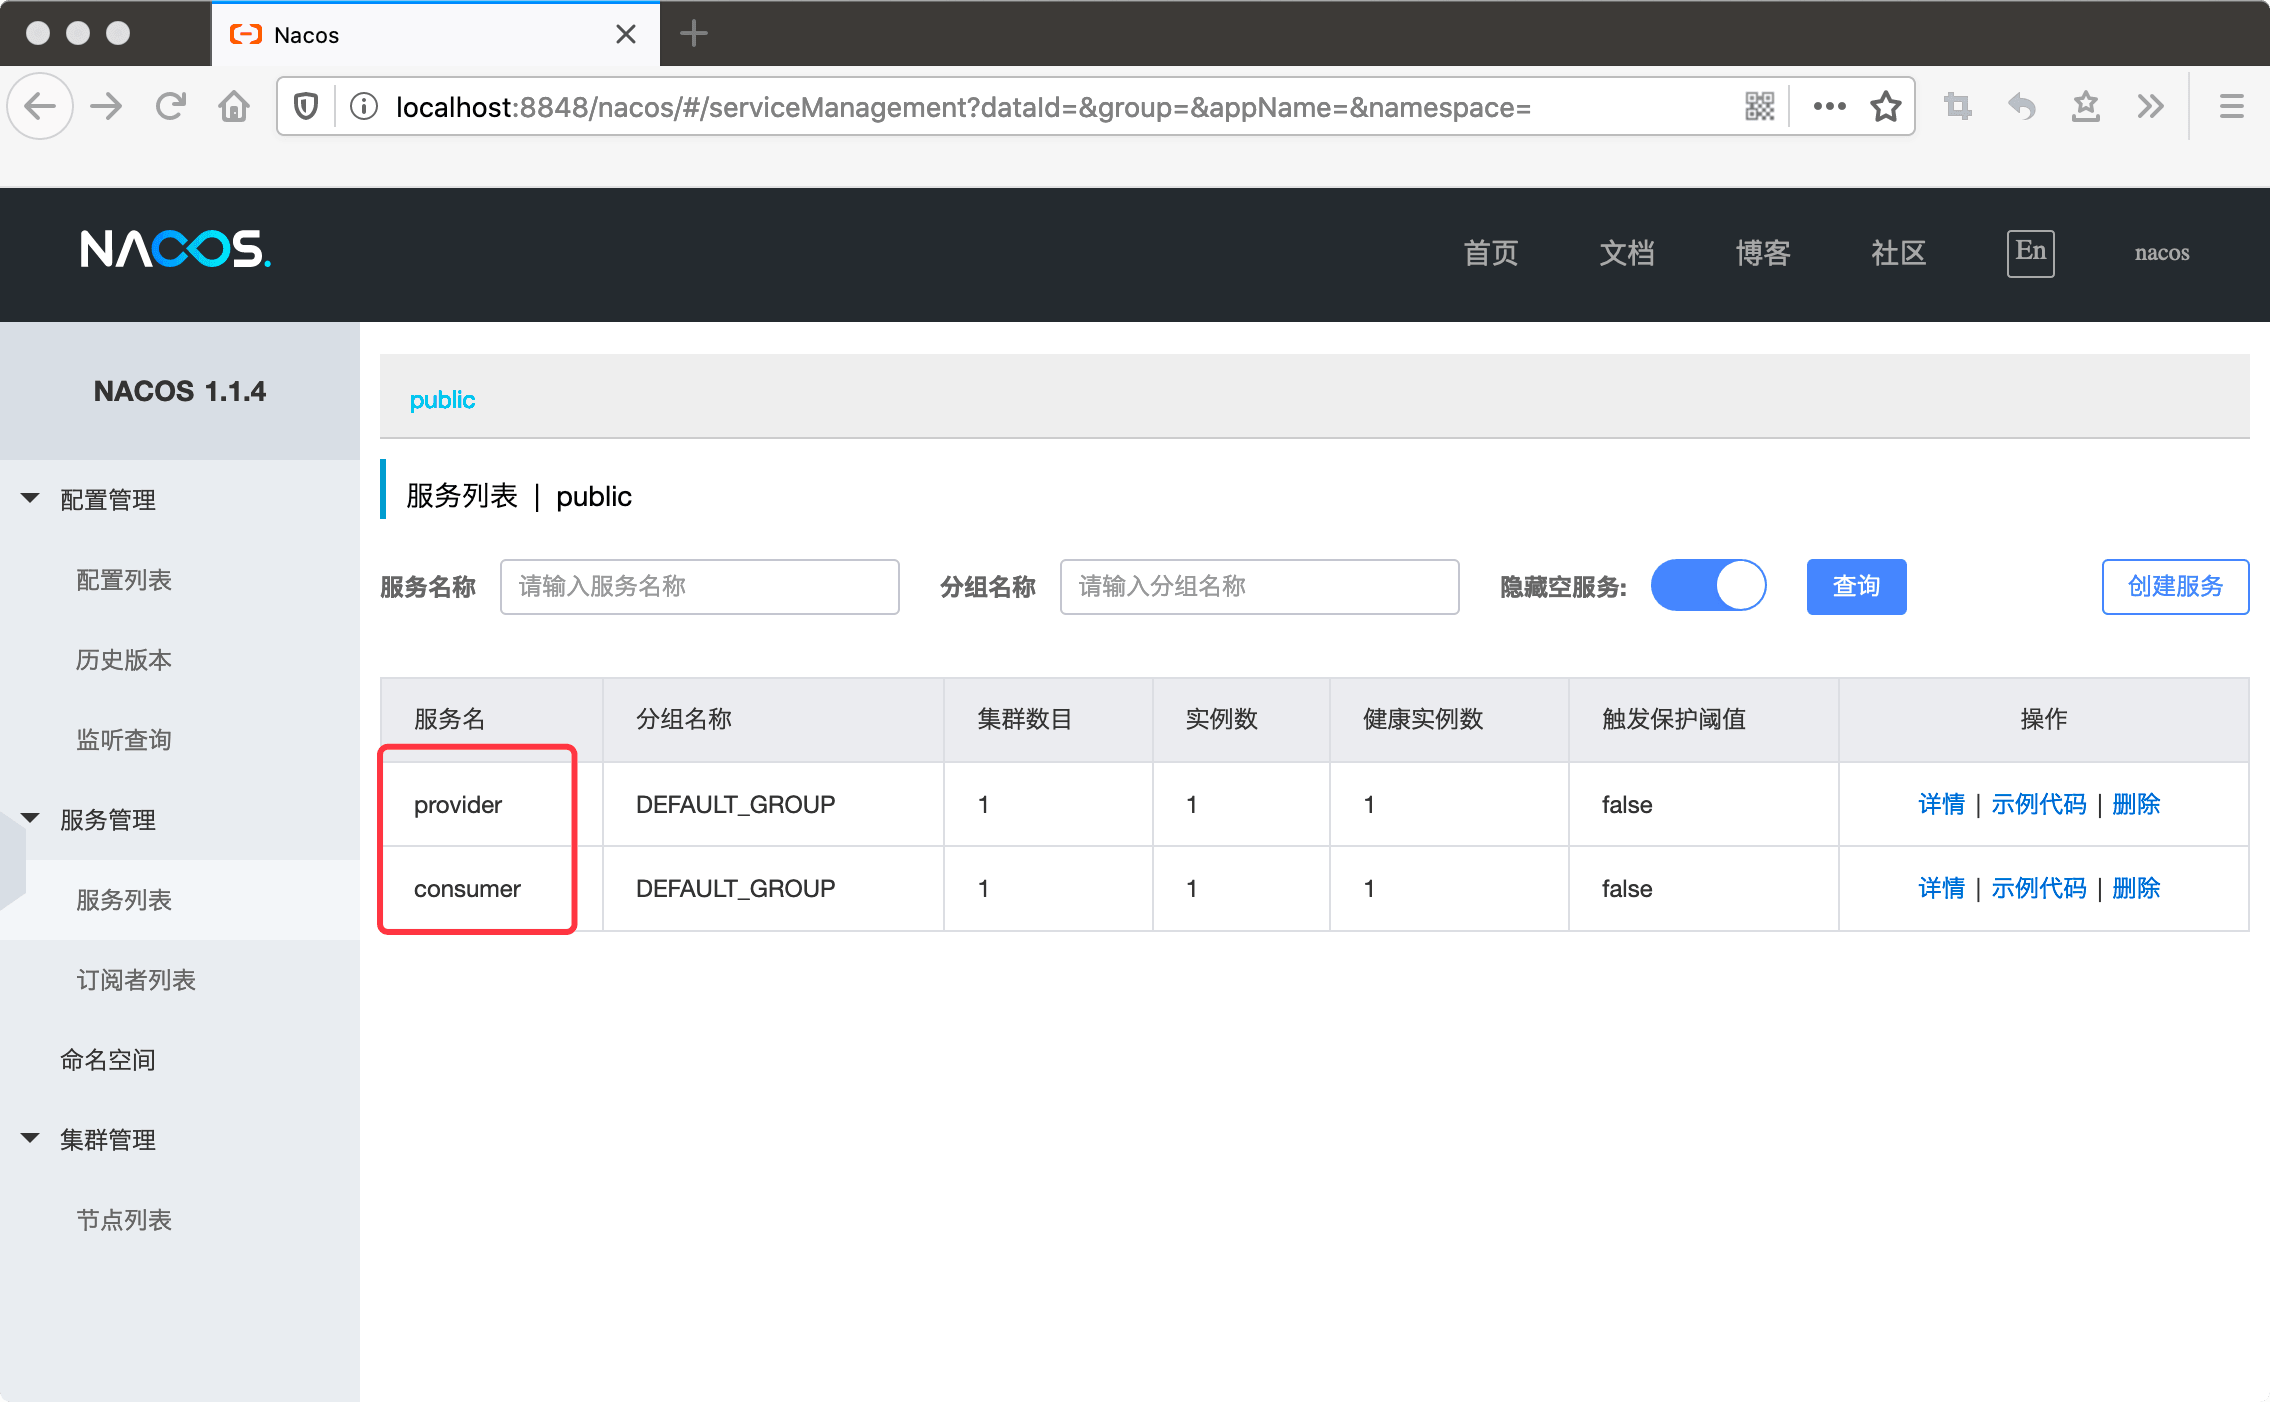 Nacos
localhost:8848/nacos/#/serviceManagement?dataId=&group=&appName=&namespace=
NACOS.
首页 文档 博客 社区 En nacos
NACOS 1.1.4
配置管理
配置列表
历史版本
监听查询
服务管理
服务列表
订阅者列表
命名空间
集群管理
节点列表
public
服务列表 | public
服务名称 请输入服务名称 分组名称 请输入分组名称 隐藏空服务: 查询 创建服务
服务名 分组名称 集群数目 实例数 健康实例数 触发保护阈值 操作
provider DEFAULT_GROUP 1 1 1 false 详情 | 示例代码 | 删除
consumer DEFAULT_GROUP 1 1 1 false 详情 | 示例代码 | 删除